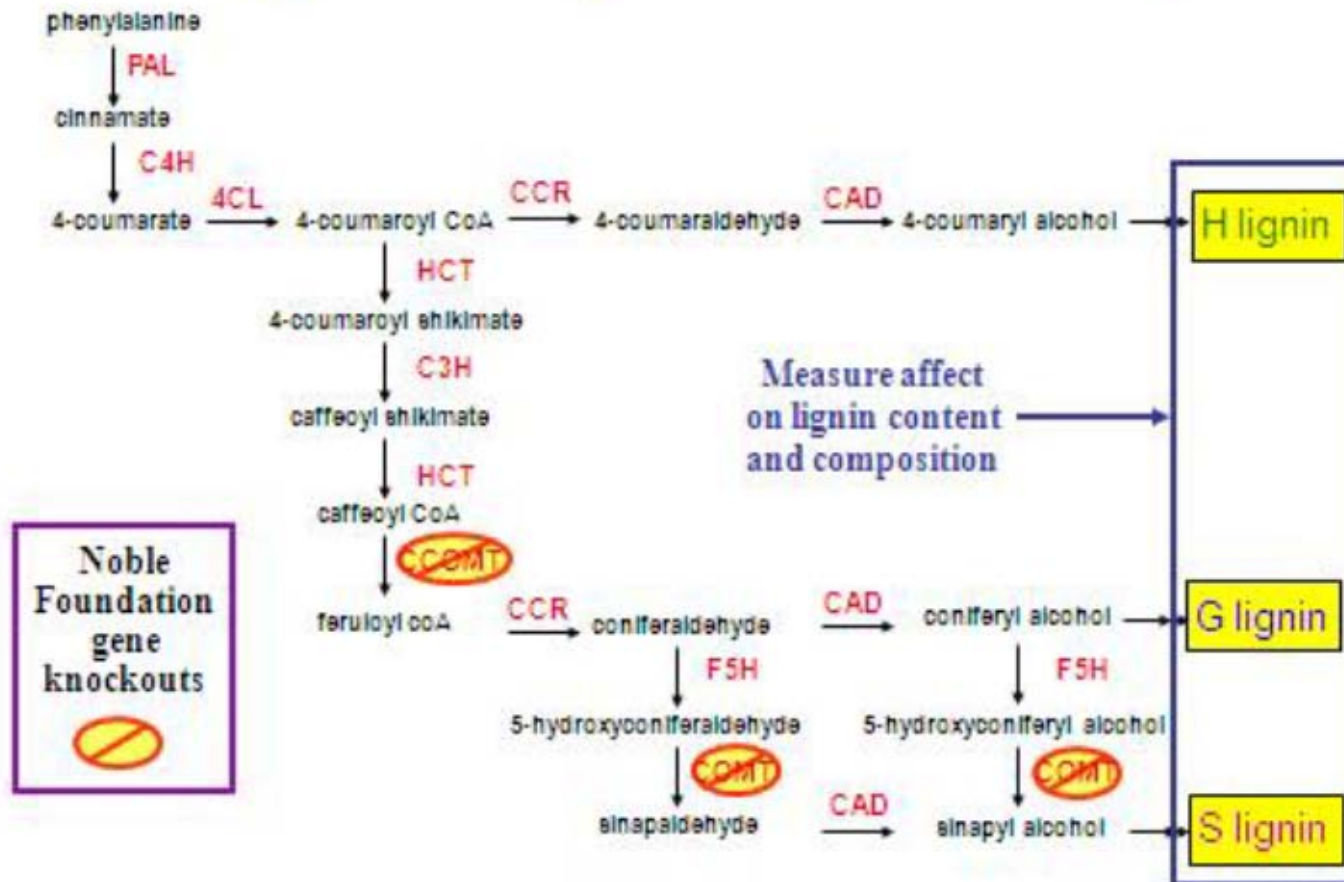 phenylalanine
PAL
cinnamate
C4H
4-coumarate
4CL
4-coumaroyl CoA
CCR
4-coumaraldehyde
CAD
4-coumaryl alcohol
H lignin
HCT
4-coumaroyl shikimate
C3H
caffeoyl shikimate
HCT
caffeoyl CoA
CCOMT
feruloyl coA
CCR
coniferaldehyde
CAD
coniferyl alcohol
G lignin
F5H
F5H
5-hydroxyconiferaldehyde
5-hydroxyconiferyl alcohol
COMT
COMT
sinapaldehyde
CAD
sinapyl alcohol
S lignin
Measure affect
on lignin content
and composition
Noble
Foundation
gene
knockouts